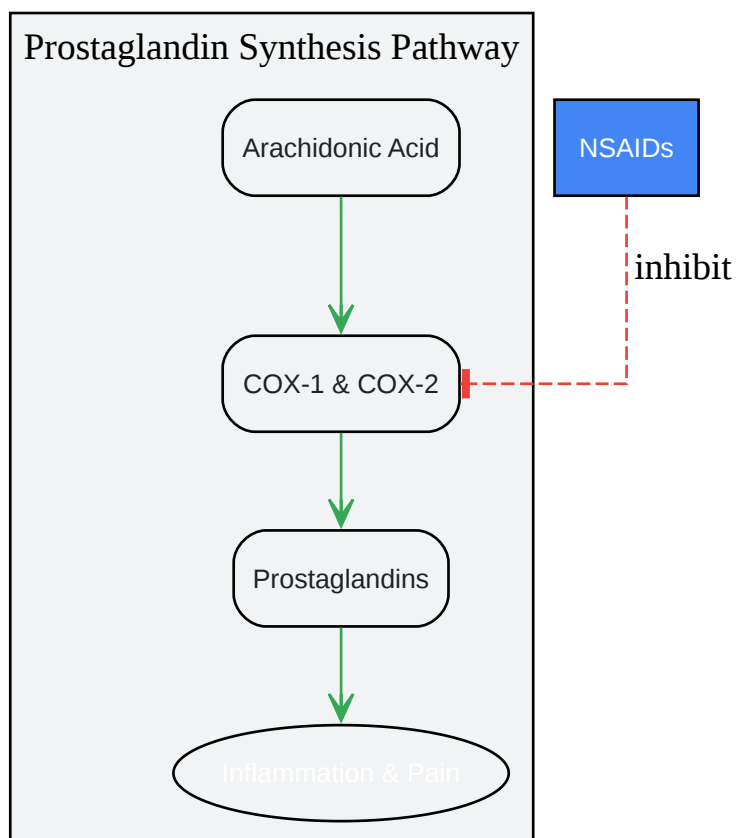 Prostaglandin Synthesis Pathway
Arachidonic Acid
NSAIDs
inhibit
COX-1 & COX-2
Prostaglandins
Inflammation & Pain